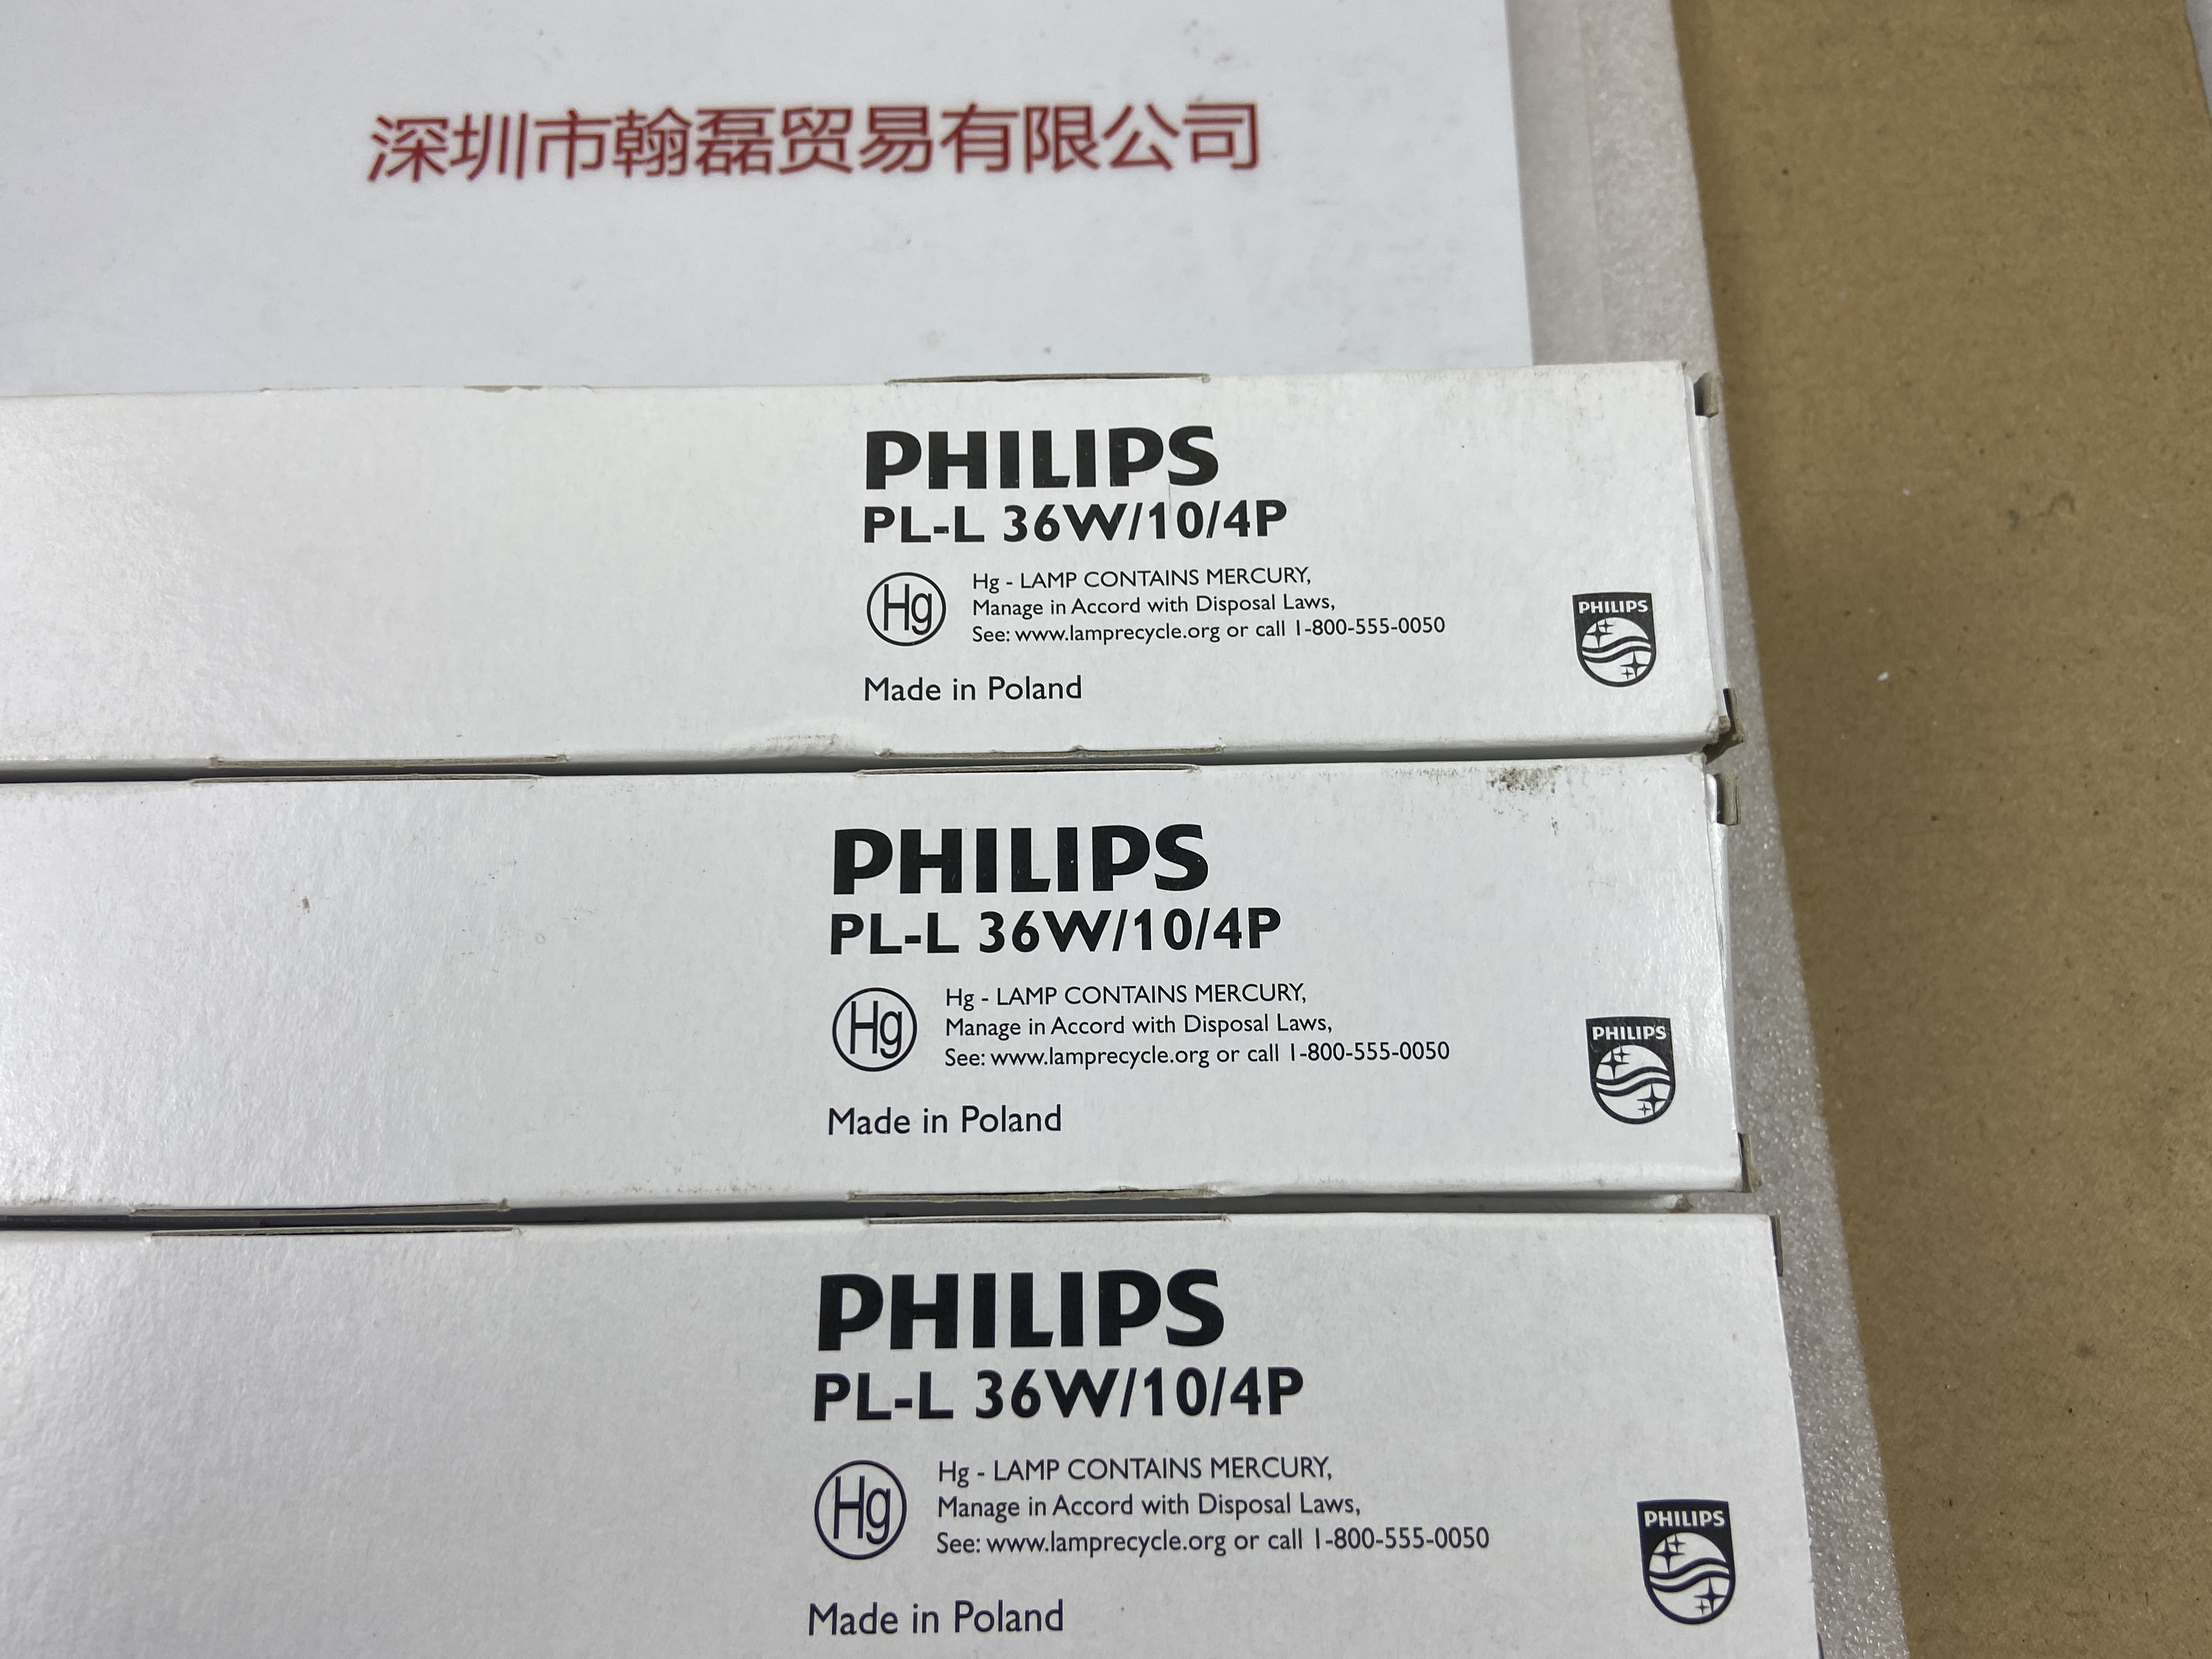 深圳市翰磊贸易有限公司
PHILIPS
PL-L 36W/10/4P
Hg
Hg - LAMP CONTAINS MERCURY,
Manage in Accord with Disposal Laws,
See: www.lamprecycle.org or call 1-800-555-0050
Made in Poland
PHILIPS
PHILIPS
PL-L 36W/10/4P
Hg
Hg - LAMP CONTAINS MERCURY,
Manage in Accord with Disposal Laws,
See: www.lamprecycle.org or call 1-800-555-0050
Made in Poland
PHILIPS
PHILIPS
PL-L 36W/10/4P
Hg
Hg - LAMP CONTAINS MERCURY,
Manage in Accord with Disposal Laws,
See: www.lamprecycle.org or call 1-800-555-0050
Made in Poland
PHILIPS